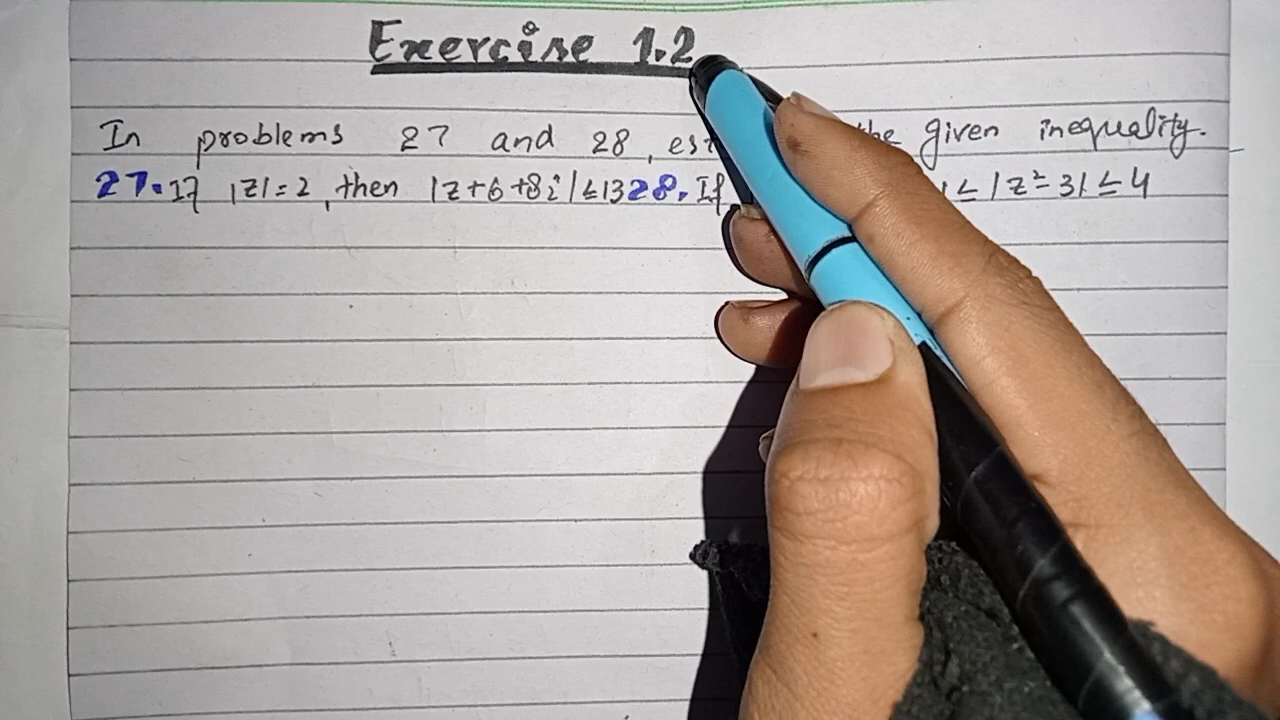 Exercise 1.2
In problems 27 and 28, the given inequality.
27. If |z|=2, then |z+6+8i|≤13 28. If ≤ |z²-3| ≤ 4